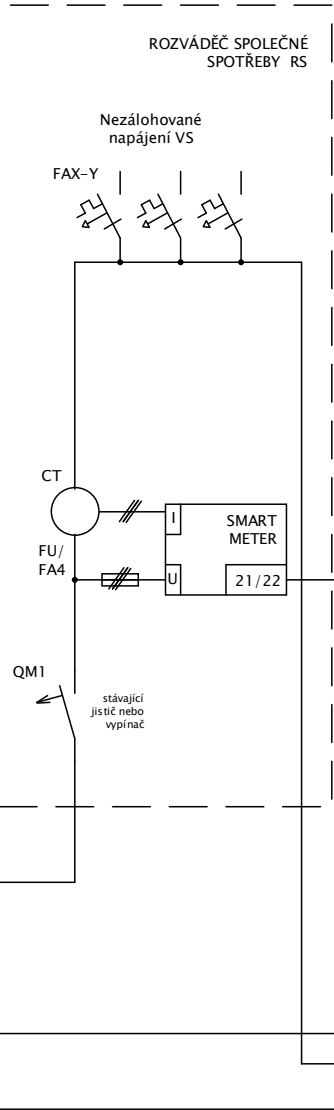 ROZVÁDĚČ SPOLEČNÉ
SPOTŘEBY RS
Nezálohované
napájení VS
FAX-Y
CT
I
SMART
METER
FU/
FA4
U
21/22
QM1
stávající
jistič nebo
vypínač